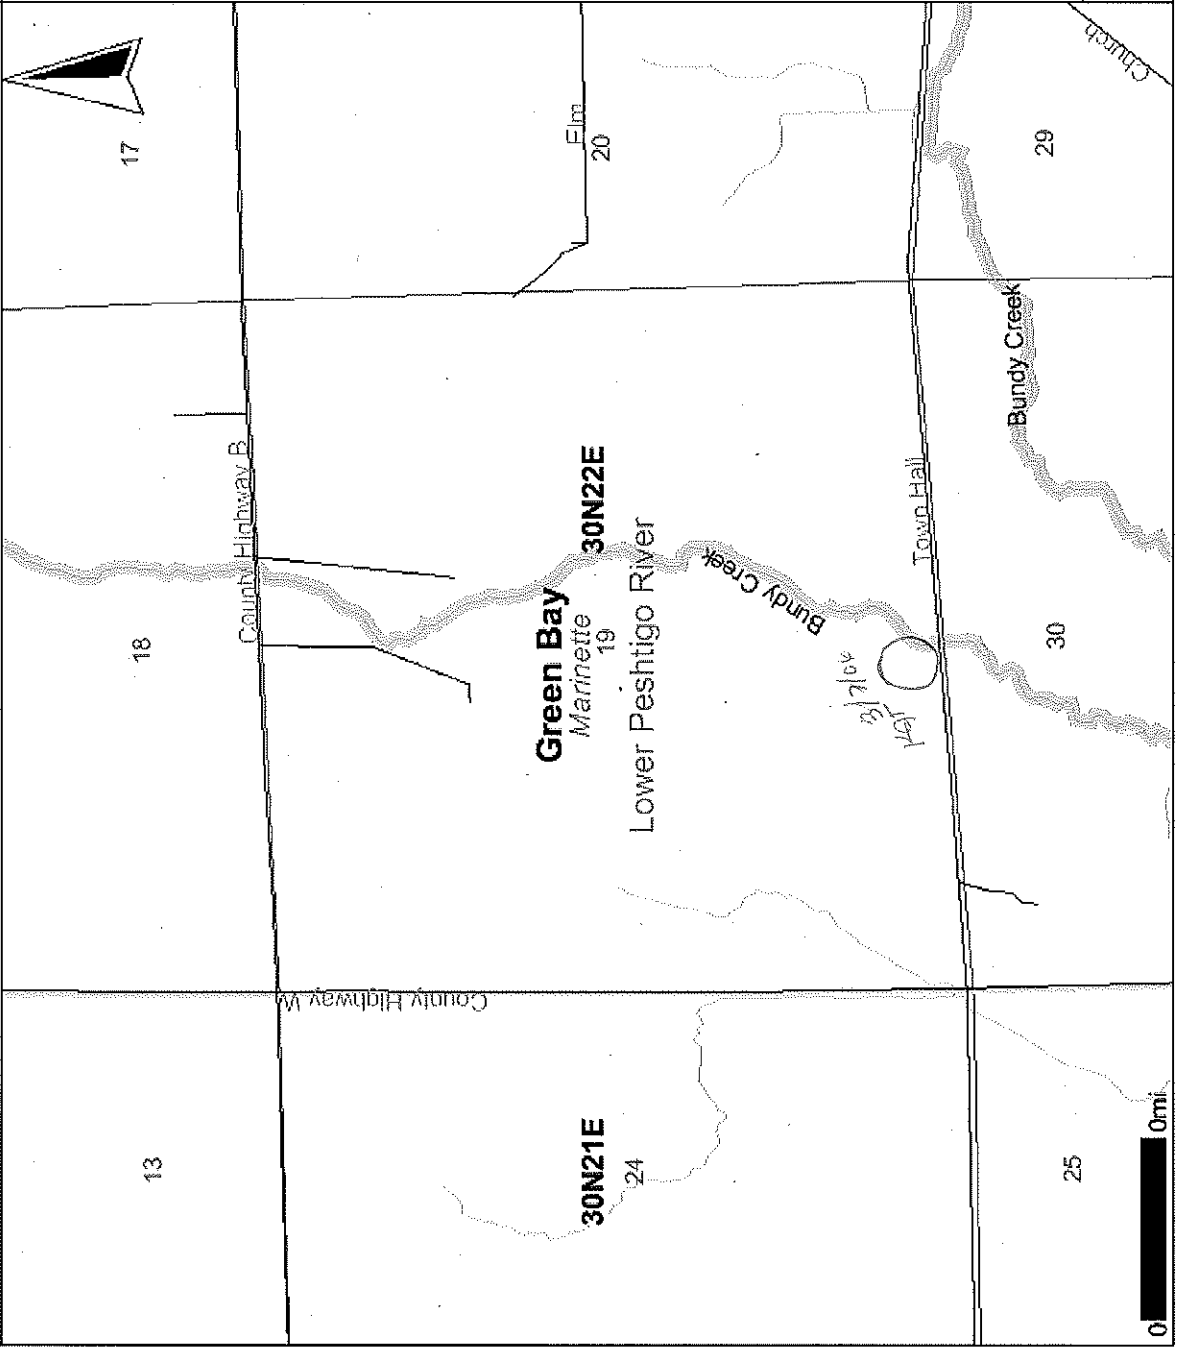 17
18
13
County Highway B
Elm
20
Green Bay
Marinette
19
30N22E
Lower Peshtigo River
County Highway W
30N21E
24
Bundy Creek
Town Hall
Church
29
Bundy Creek
30
25
0
0mi